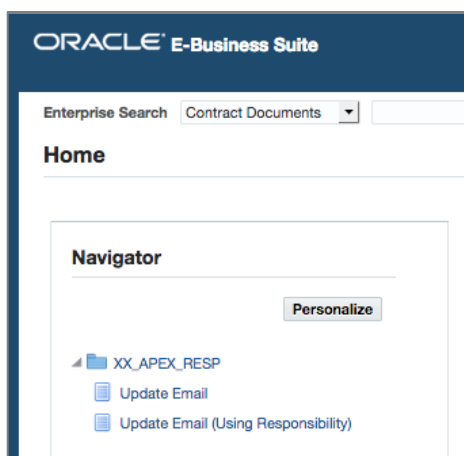 ORACLE E-Business Suite
Enterprise Search Contract Documents
Home
Navigator
Personalize
XX_APEX_RESP
Update Email
Update Email (Using Responsibility)